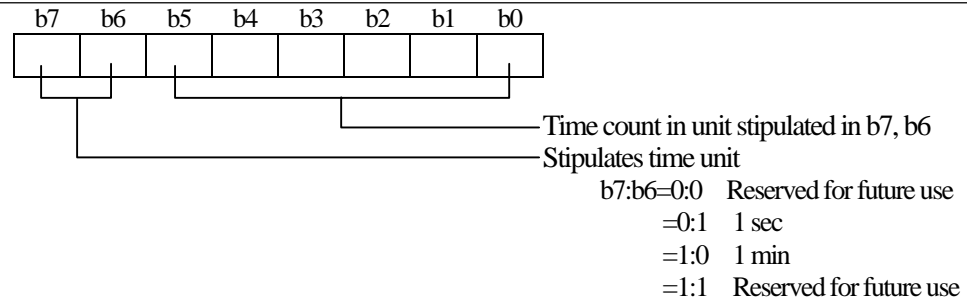 b7 b6 b5 b4 b3 b2 b1 b0
Time count in unit stipulated in b7, b6
Stipulates time unit
b7:b6=0:0 Reserved for future use
=0:1 1 sec
=1:0 1 min
=1:1 Reserved for future use